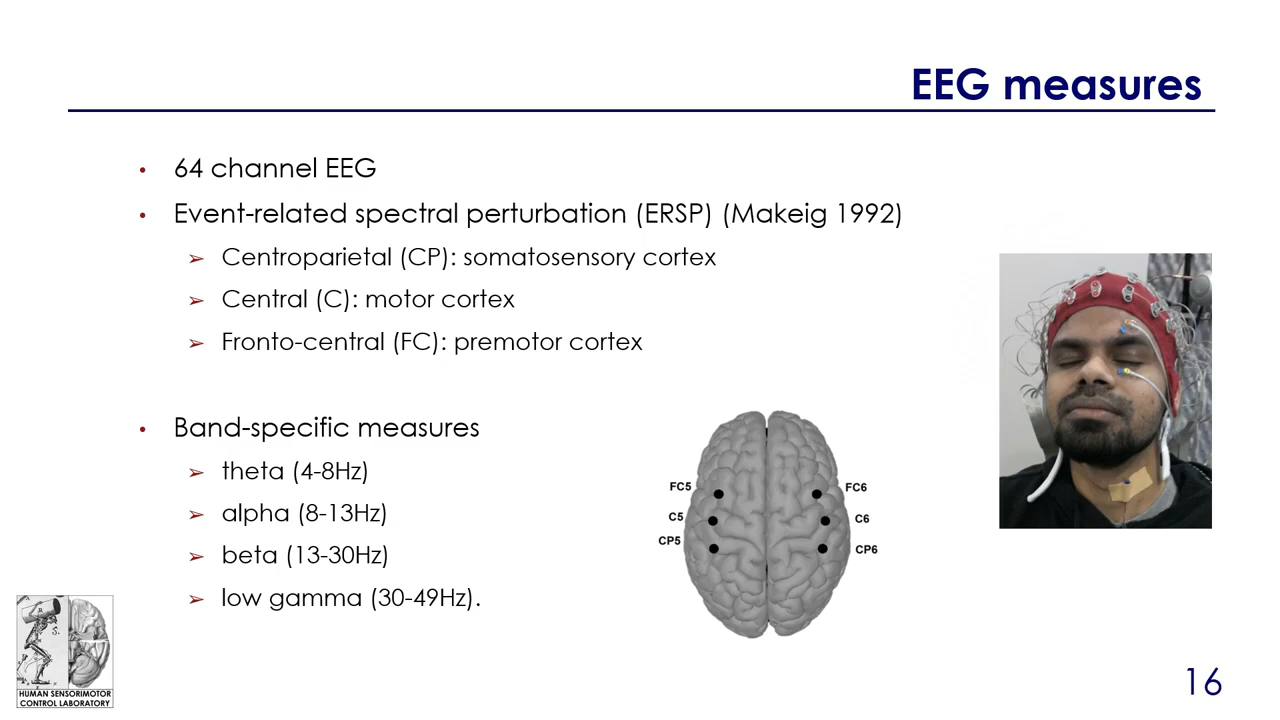 EEG measures
• 64 channel EEG
• Event-related spectral perturbation (ERSP) (Makeig 1992)
➢ Centroparietal (CP): somatosensory cortex
➢ Central (C): motor cortex
➢ Fronto-central (FC): premotor cortex
• Band-specific measures
➢ theta (4-8Hz)
➢ alpha (8-13Hz)
➢ beta (13-30Hz)
➢ low gamma (30-49Hz).
FC5
FC6
C5
C6
CP5
CP6
HUMAN SENSORIMOTOR
CONTROL LABORATORY
16